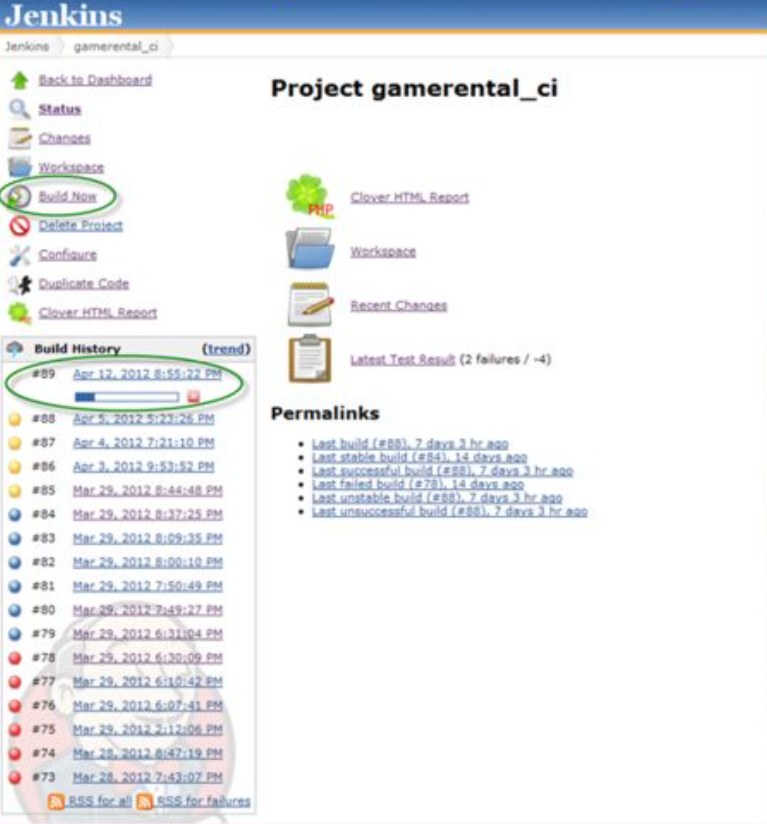 Jenkins
Jenkins gamerental_ci
Back to Dashboard
Status
Changes
Workspace
Build Now
Delete Project
Configure
Duplicate Code
Clover HTML Report
Build History (trend)
#89 Apr 12, 2012 8:55:22 PM
#88 Apr 5, 2012 5:23:26 PM
#87 Apr 4, 2012 7:21:10 PM
#86 Apr 3, 2012 9:53:52 PM
#85 Mar 29, 2012 8:44:48 PM
#84 Mar 29, 2012 8:37:25 PM
#83 Mar 29, 2012 8:09:35 PM
#82 Mar 29, 2012 8:00:10 PM
#81 Mar 29, 2012 7:50:49 PM
#80 Mar 29, 2012 7:49:27 PM
#79 Mar 29, 2012 6:31:04 PM
#78 Mar 29, 2012 6:30:09 PM
#77 Mar 29, 2012 6:10:42 PM
#76 Mar 29, 2012 6:07:41 PM
#75 Mar 29, 2012 2:12:06 PM
#74 Mar 28, 2012 8:47:19 PM
#73 Mar 28, 2012 7:43:07 PM
RSS for all RSS for failures
Project gamerental_ci
PHP
Clover HTML Report
Workspace
Recent Changes
Latest Test Result (2 failures / -4)
Permalinks
Last build (#88), 7 days 3 hr ago
Last stable build (#84), 14 days ago
Last successful build (#88), 7 days 3 hr ago
Last failed build (#78), 14 days ago
Last unstable build (#88), 7 days 3 hr ago
Last unsuccessful build (#88), 7 days 3 hr ago